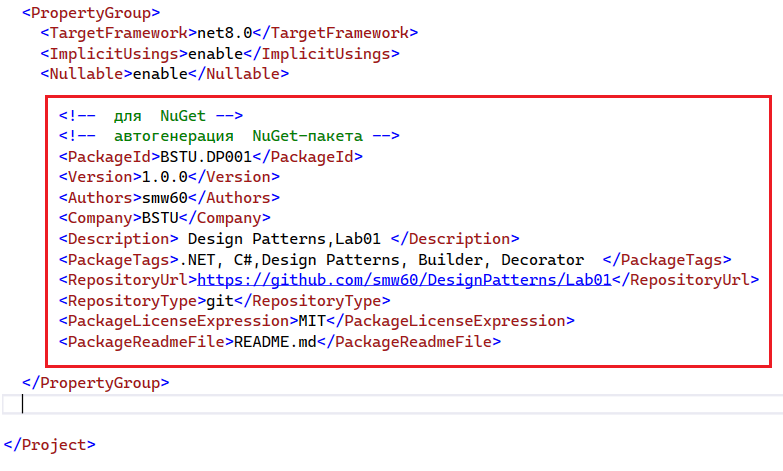 <PropertyGroup>
<TargetFramework>net8.0</TargetFramework>
<ImplicitUsings>enable</ImplicitUsings>
<Nullable>enable</Nullable>
<!-- для NuGet -->
<!-- автогенерация NuGet-пакета -->
<PackageId>BSTU.DP001</PackageId>
<Version>1.0.0</Version>
<Authors>smw60</Authors>
<Company>BSTU</Company>
<Description> Design Patterns,Lab01 </Description>
<PackageTags>.NET, C#,Design Patterns, Builder, Decorator </PackageTags>
<RepositoryUrl>https://github.com/smw60/DesignPatterns/Lab01</RepositoryUrl>
<RepositoryType>git</RepositoryType>
<PackageLicenseExpression>MIT</PackageLicenseExpression>
<PackageReadmeFile>README.md</PackageReadmeFile>
</PropertyGroup>
</Project>